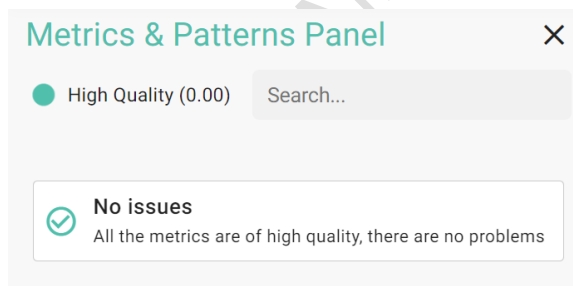 Metrics & Patterns Panel
High Quality (0.00)
Search...
No issues
All the metrics are of high quality, there are no problems